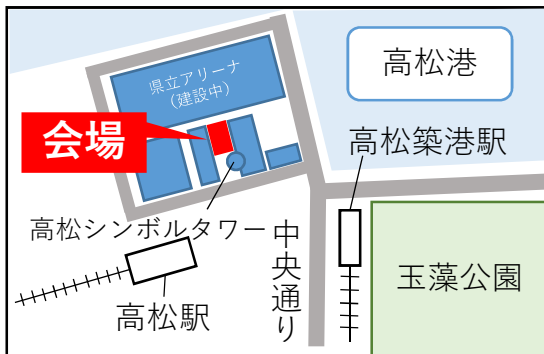 県立アリーナ
(建設中)
高松港
会場
高松築港駅
高松シンボルタワー
中央通り
玉藻公園
高松駅